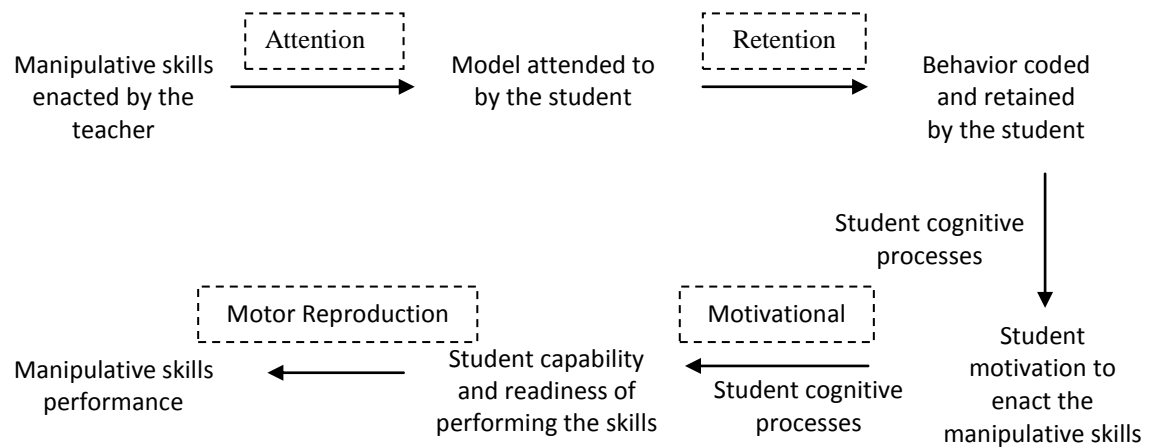 Attention
Manipulative skills
enacted by the
teacher
Model attended to
by the student
Retention
Behavior coded
and retained
by the student
Student cognitive
processes
Student
motivation to
enact the
manipulative skills
Motivational
Student cognitive
processes
Student capability
and readiness of
performing the skills
Motor Reproduction
Manipulative skills
performance